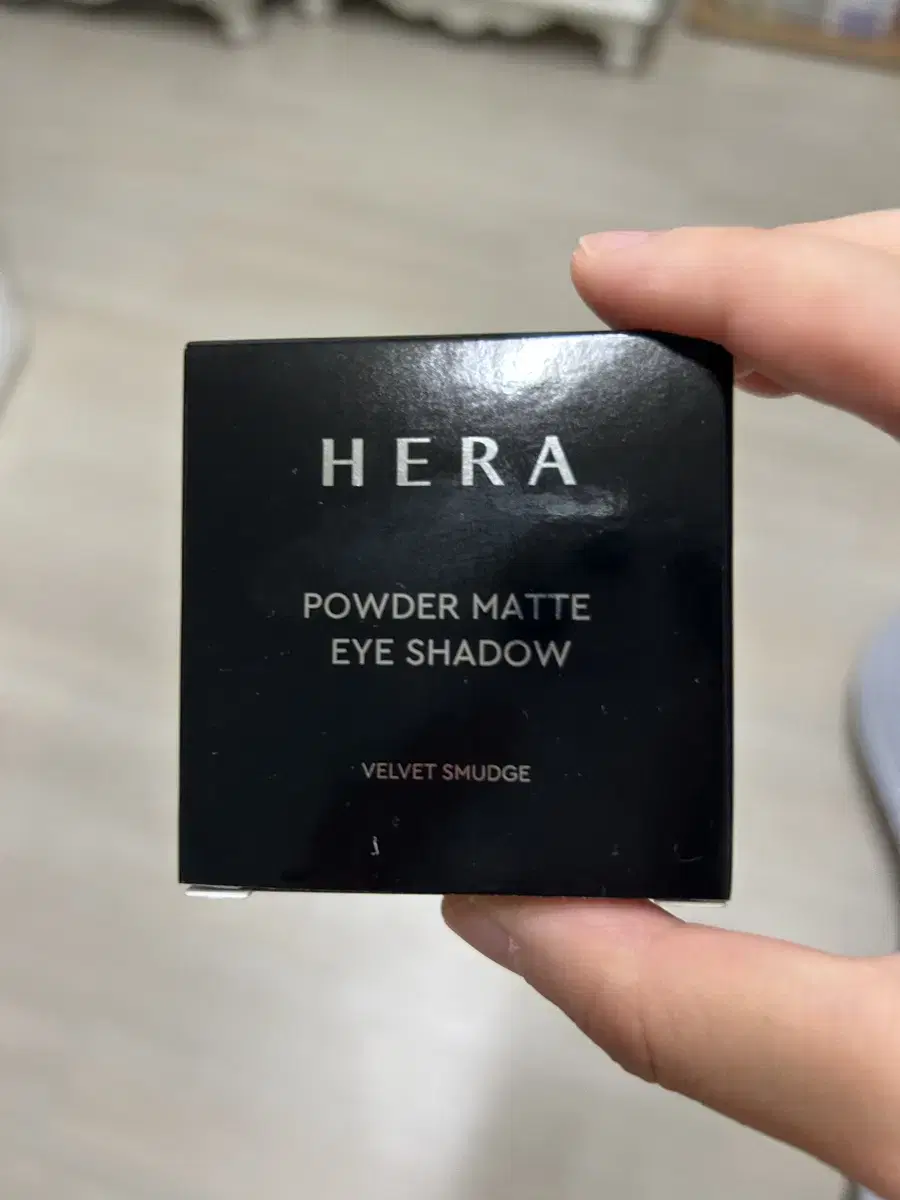 HERA
POWDER MATTE
EYE SHADOW
VELVET SMUDGE